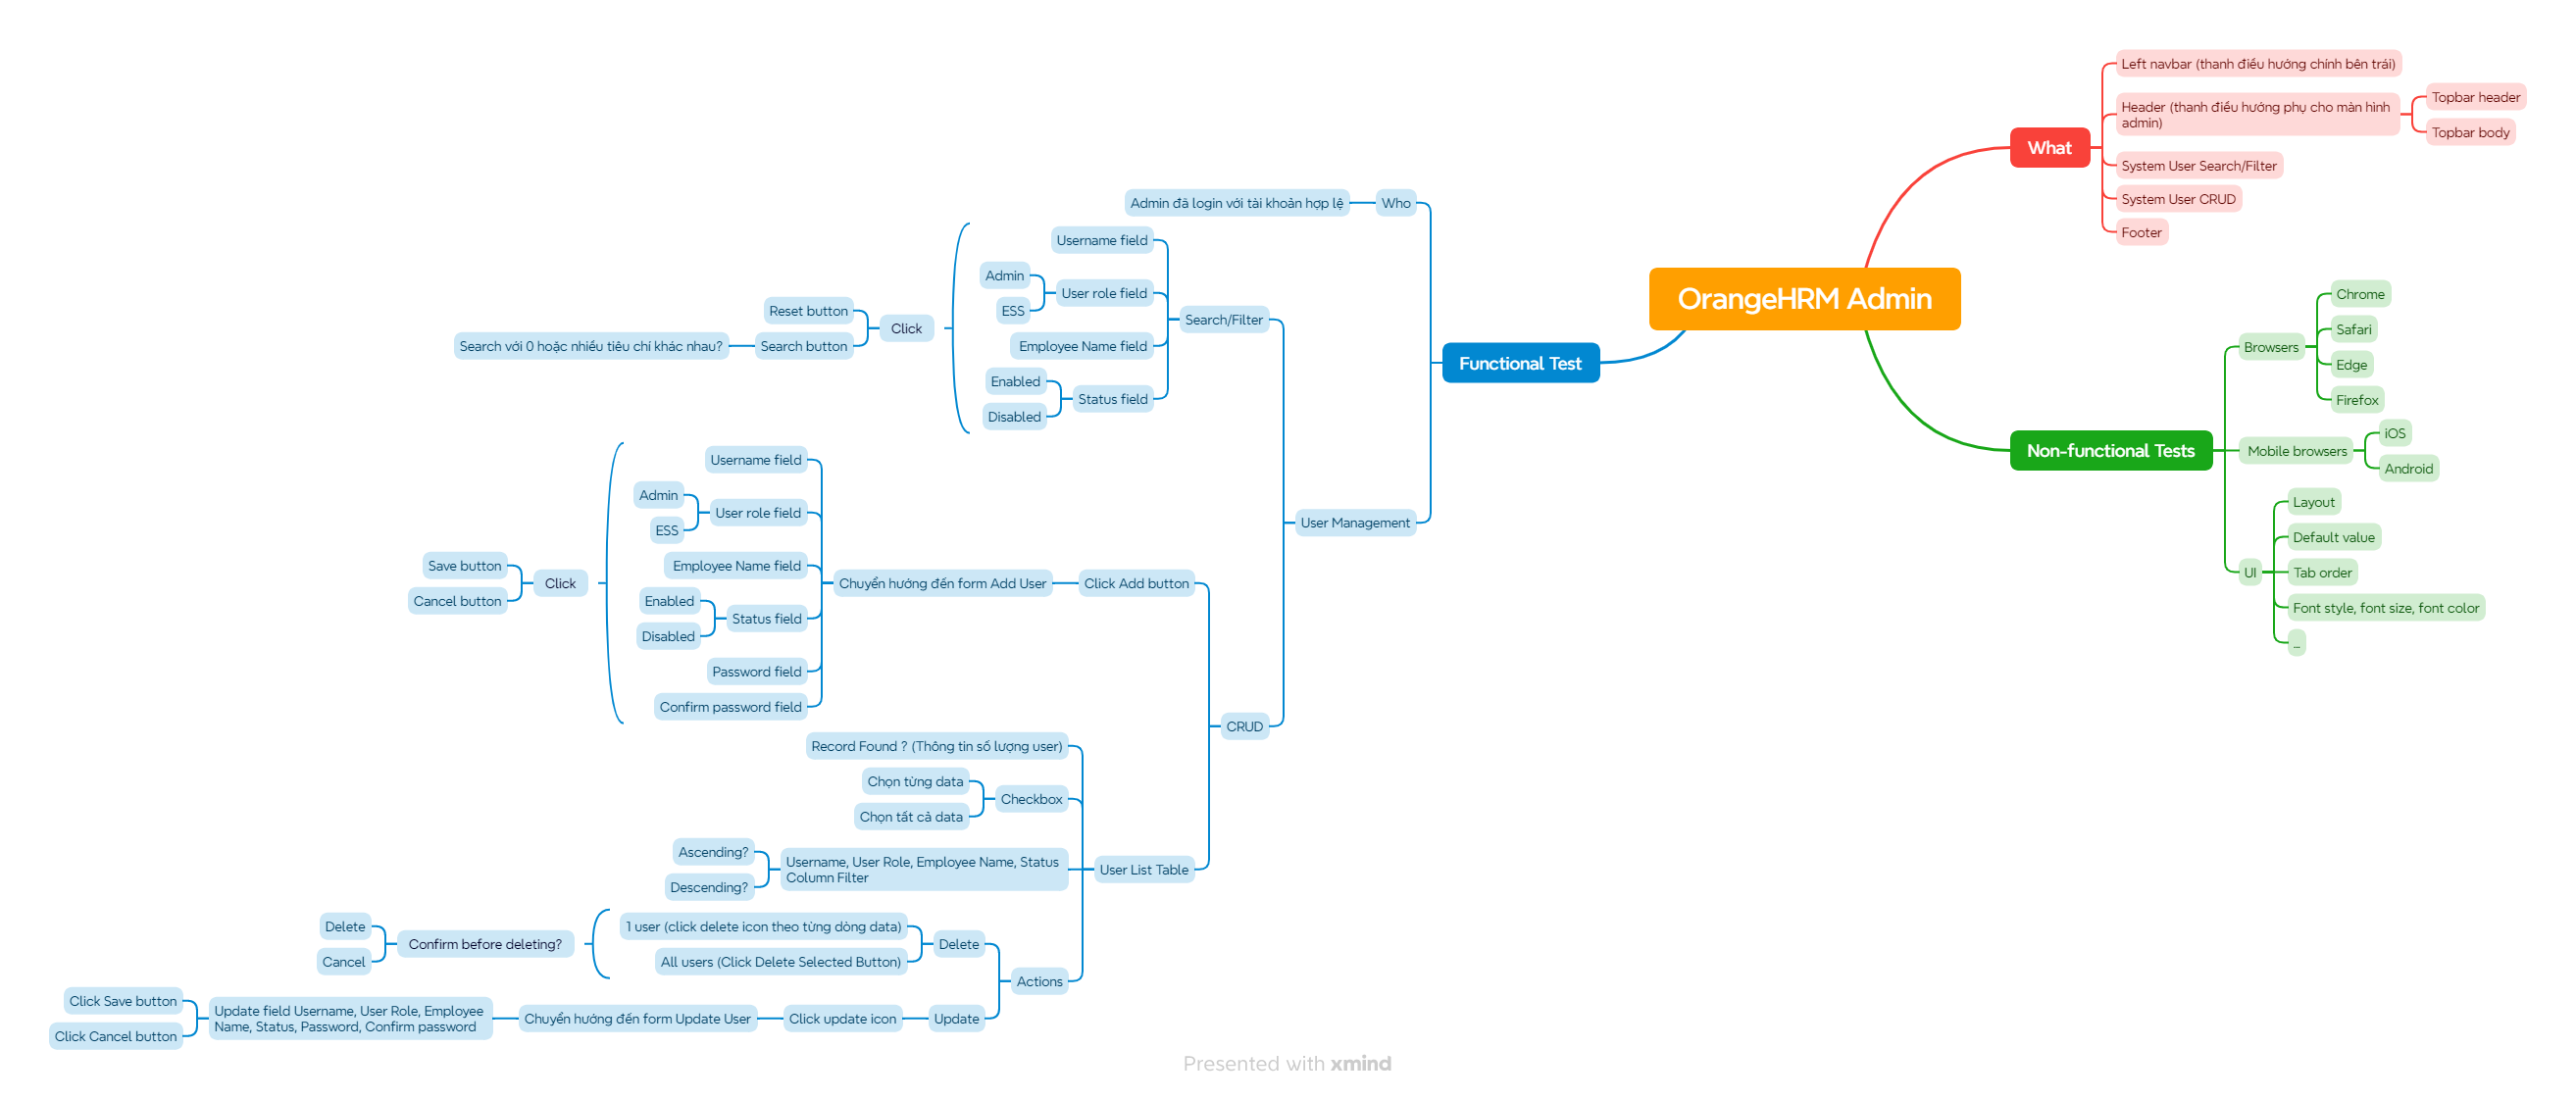 OrangeHRM Admin
What
Left navbar (thanh điều hướng chính bên trái)
Header (thanh điều hướng phụ cho màn hình
admin)
Topbar header
Topbar body
System User Search/Filter
System User CRUD
Footer
Non-functional Tests
Browsers
Chrome
Safari
Edge
Firefox
Mobile browsers
iOS
Android
UI
Layout
Default value
Tab order
Font style, font size, font color
...
Functional Test
Who
Admin đã login với tài khoản hợp lệ
User Management
Search/Filter
Username field
User role field
Admin
ESS
Employee Name field
Status field
Enabled
Disabled
Click
Reset button
Search button
Search với 0 hoặc nhiều tiêu chí khác nhau?
CRUD
Click Add button
Chuyển hướng đến form Add User
Username field
User role field
Admin
ESS
Employee Name field
Status field
Enabled
Disabled
Password field
Confirm password field
Click
Save button
Cancel button
User List Table
Record Found ? (Thông tin số lượng user)
Checkbox
Chọn từng data
Chọn tất cả data
Username, User Role, Employee Name, Status
Column Filter
Ascending?
Descending?
Actions
Delete
1 user (click delete icon theo từng dòng data)
All users (Click Delete Selected Button)
Confirm before deleting?
Delete
Cancel
Update
Click update icon
Chuyển hướng đến form Update User
Update field Username, User Role, Employee
Name, Status, Password, Confirm password
Click Save button
Click Cancel button
Presented with xmind